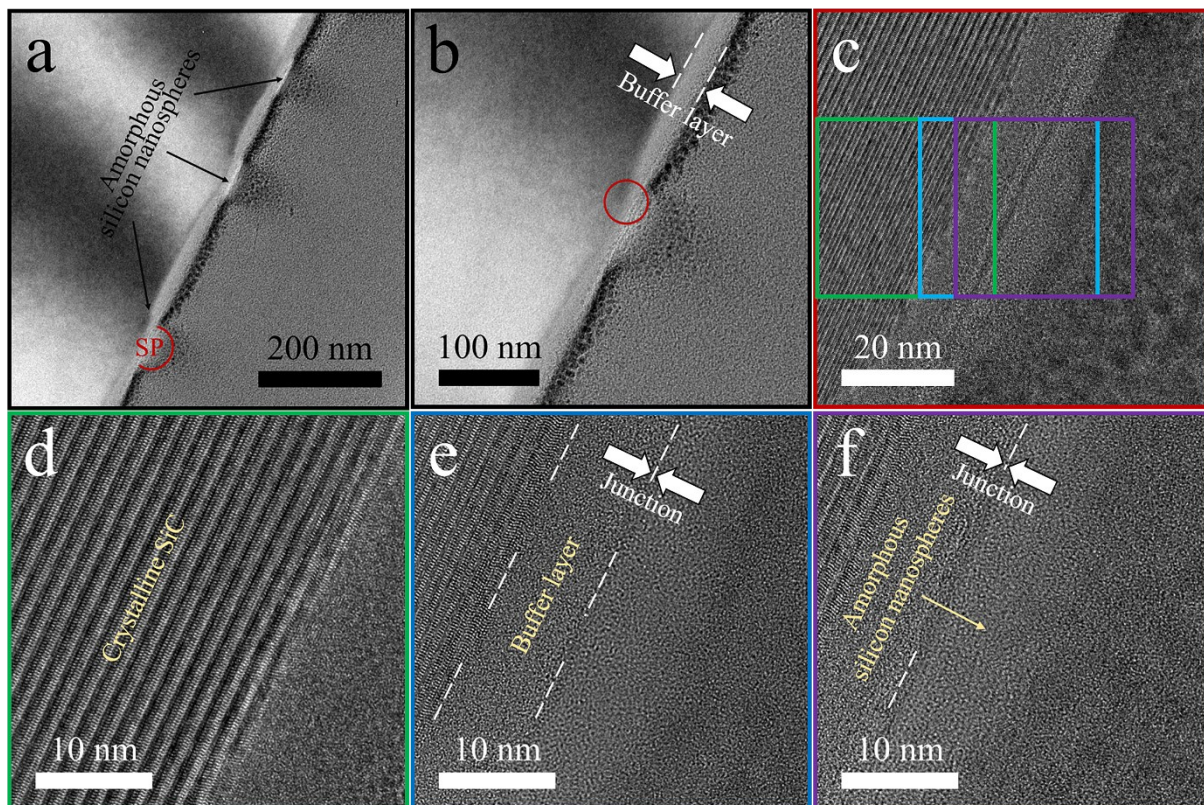 a
Amorphous
silicon nanospheres
SP
200 nm
b
Buffer layer
100 nm
c
20 nm
d
Crystalline SiC
10 nm
e
Junction
Buffer layer
10 nm
f
Junction
Amorphous
silicon nanospheres
10 nm